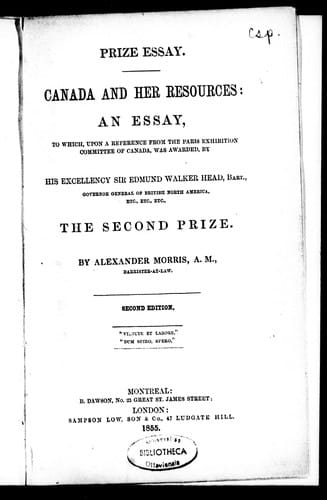 Csp.
PRIZE ESSAY.
CANADA AND HER RESOURCES:
AN ESSAY,
TO WHICH, UPON A REFERENCE FROM THE PARIS EXHIBITION
COMMITTEE OF CANADA, WAS AWARDED, BY
HIS EXCELLENCY SIR EDMUND WALKER HEAD, BART.,
GOVERNOR GENERAL OF BRITISH NORTH AMERICA,
ETC., ETC., ETC.,
THE SECOND PRIZE.
BY ALEXANDER MORRIS, A. M.,
BARRISTER-AT-LAW.
SECOND EDITION,
"VIRTUTE ET LABORE,"
"DUM SPIRO, SPERO,"
MONTREAL:
B. DAWSON, No. 23 GREAT ST. JAMES STREET:
LONDON:
SAMPSON LOW, SON & Co., 47 LUDGATE HILL.
1855.
BIBLIOTHECA
Ottaviensis